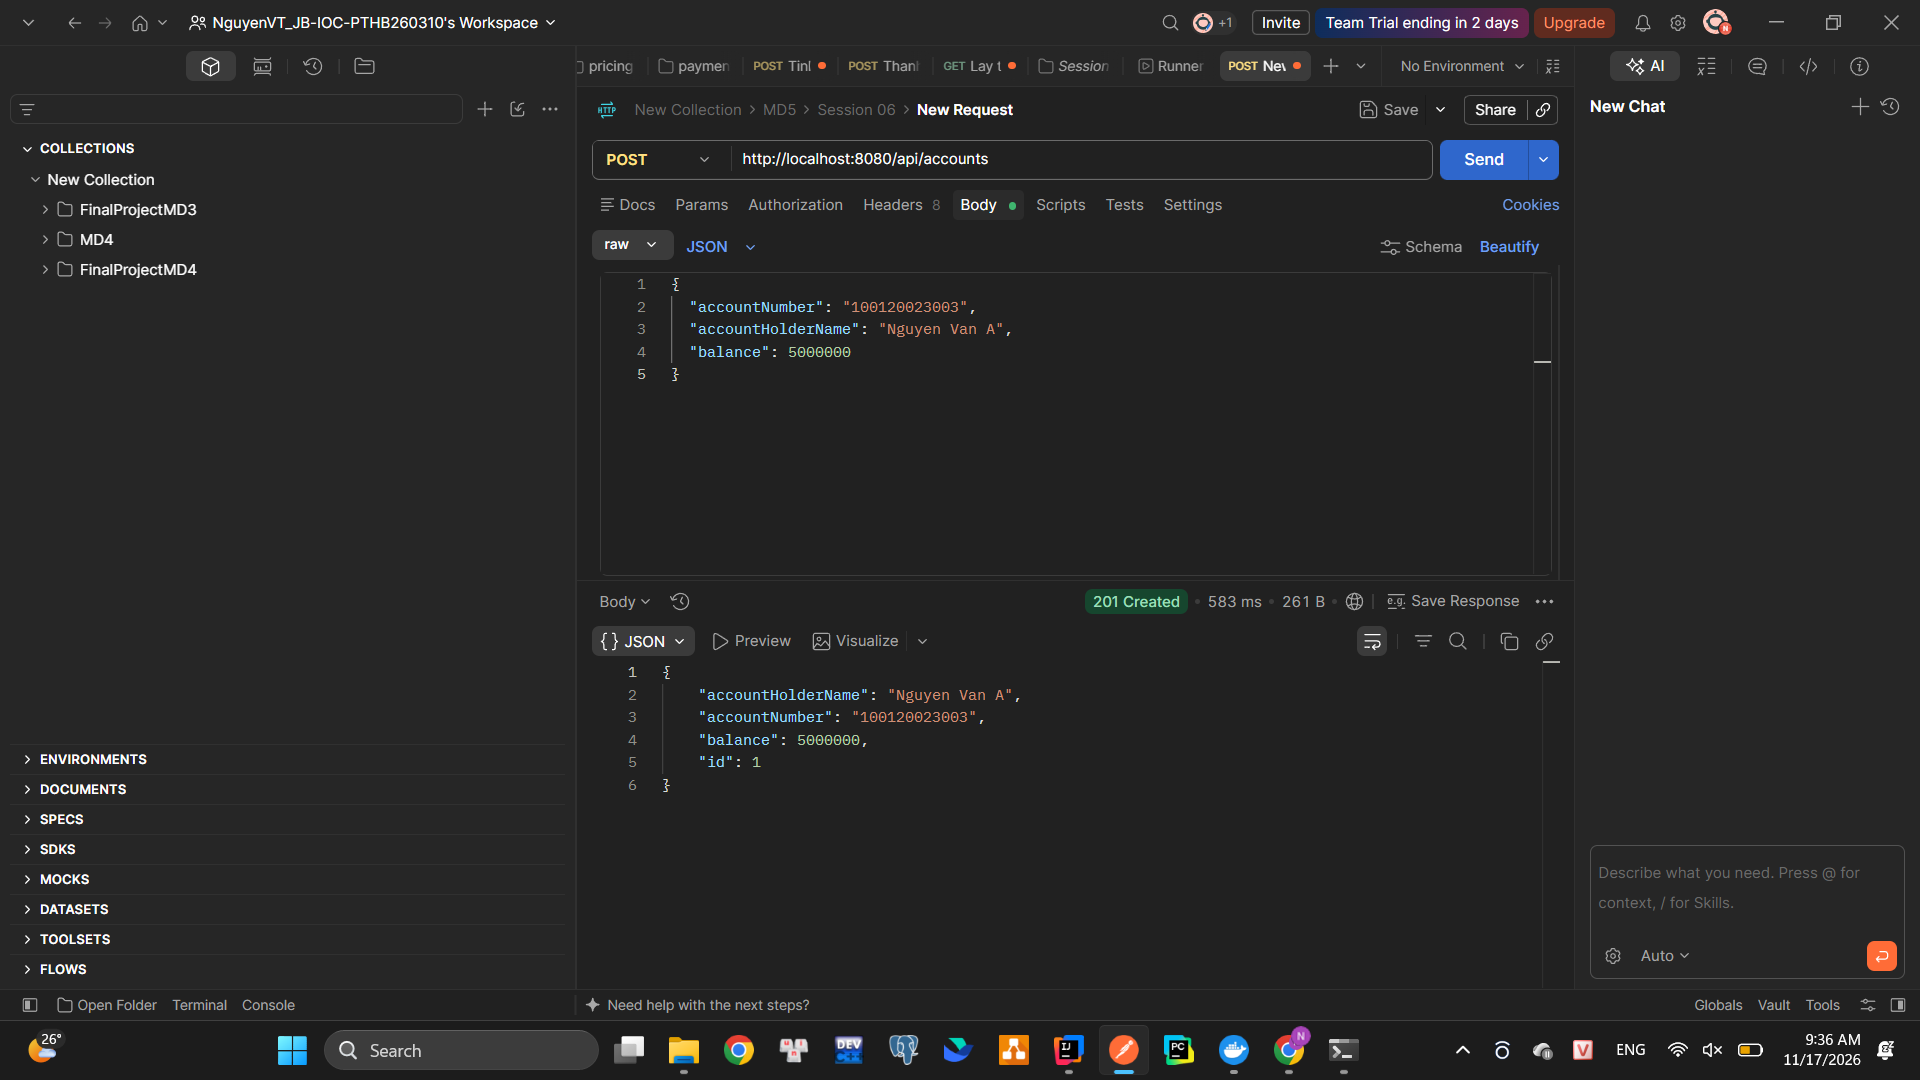 NguyenVT_JB-IOC-PTHB260310's Workspace
+1
Invite
Team Trial ending in 2 days
Upgrade
pricing
paymen
POST Tinl
POST Than
GET Lay t
Session
Runner
POST New
No Environment
AI
New Collection > MD5 > Session 06 > New Request
Save
Share
New Chat
COLLECTIONS
New Collection
FinalProjectMD3
MD4
FinalProjectMD4
POST
http://localhost:8080/api/accounts
Send
Docs
Params
Authorization
Headers 8
Body
Scripts
Tests
Settings
Cookies
raw
JSON
Schema
Beautify
1 {
2 "accountNumber": "100120023003",
3 "accountHolderName": "Nguyen Van A",
4 "balance": 5000000
5 }
Body
201 Created
583 ms
261 B
e.g. Save Response
{} JSON
Preview
Visualize
1 {
2 "accountHolderName": "Nguyen Van A",
3 "accountNumber": "100120023003",
4 "balance": 5000000,
5 "id": 1
6 }
ENVIRONMENTS
DOCUMENTS
SPECS
SDKS
MOCKS
DATASETS
TOOLSETS
FLOWS
Describe what you need. Press @ for
context, / for Skills.
Auto
Open Folder
Terminal
Console
Need help with the next steps?
Globals
Vault
Tools
26°
Search
DEV
IJ
PC
N
V
ENG
9:36 AM
11/17/2026